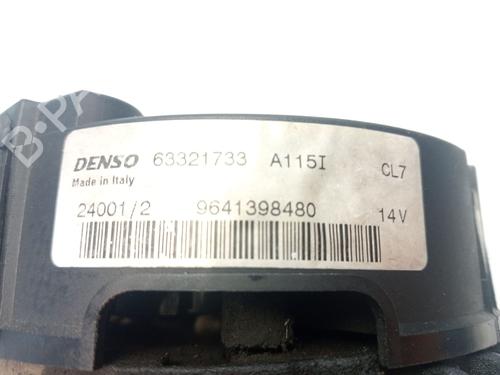 DENSO 63321733 A115I CL7
Made in Italy
24001/2 9641398480 14V